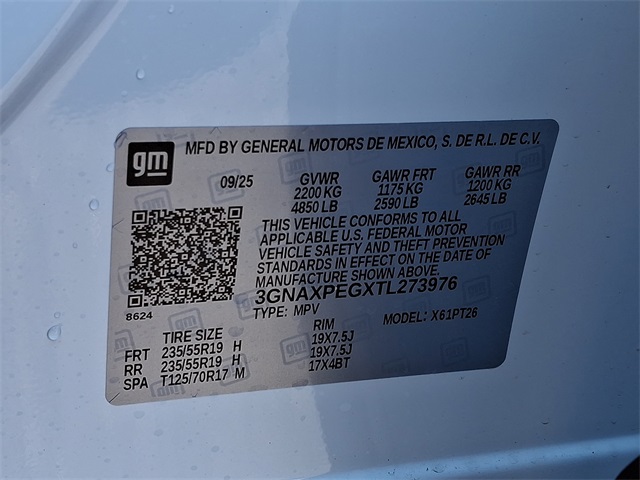 gm
MFD BY GENERAL MOTORS DE MEXICO, S. DE R.L. DE C.V.
09/25 GVWR GAWR FRT GAWR RR
2200 KG 1175 KG 1200 KG
4850 LB 2590 LB 2645 LB
THIS VEHICLE CONFORMS TO ALL
APPLICABLE U.S. FEDERAL MOTOR
VEHICLE SAFETY AND THEFT PREVENTION
STANDARDS IN EFFECT ON THE DATE OF
MANUFACTURE SHOWN ABOVE.
3GNAXPEGXTL273976
8624 TYPE: MPV MODEL: X61PT26
TIRE SIZE RIM
FRT 235/55R19 H 19X7.5J
RR 235/55R19 H 19X7.5J
SPA T125/70R17 M 17X4BT